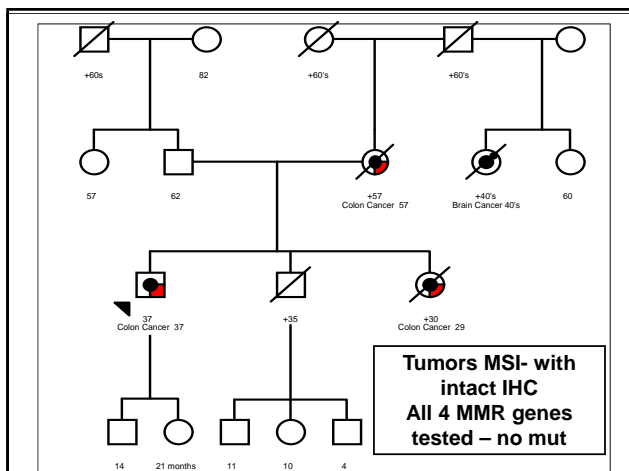 +60s
82
+60's
+60's
57
62
+57
Colon Cancer 57
+40's
Brain Cancer 40's
60
37
Colon Cancer 37
+35
+30
Colon Cancer 29
Tumors MSI- with
intact IHC
All 4 MMR genes
tested – no mut
14
21 months
11
10
4